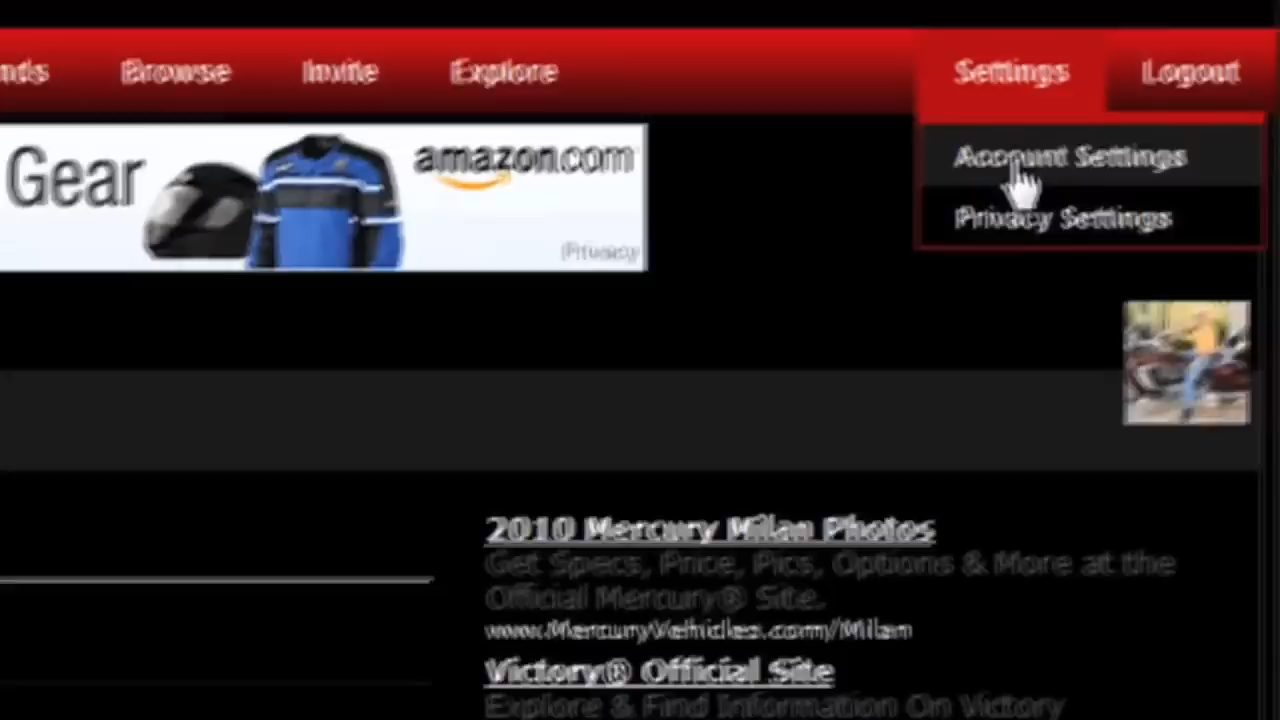 nds Browse Invite Explore Settings Logout
Gear amazon.com
Privacy
Account Settings
Privacy Settings
2010 Mercury Milan Photos
Get Specs, Price, Pics, Options & More at the
Official Mercury® Site.
www.MercuryVehicles.com/Milan
Victory® Official Site
Explore & Find Information On Victory